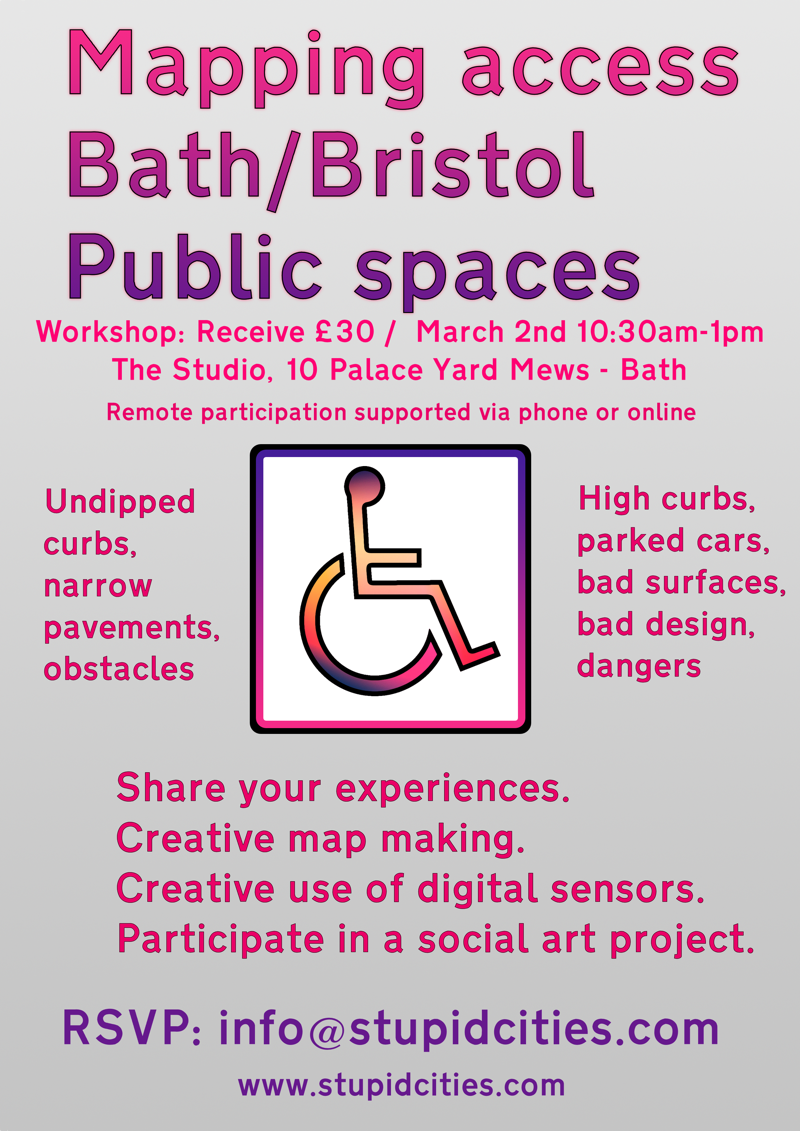 Mapping access
Bath/Bristol
Public spaces
Workshop: Receive £30 /  March 2nd 10:30am-1pm
The Studio, 10 Palace Yard Mews - Bath
Remote participation supported via phone or online
Undipped
curbs,
narrow
pavements,
obstacles
High curbs,
parked cars,
bad surfaces,
bad design,
dangers
Share your experiences.
Creative map making.
Creative use of digital sensors.
Participate in a social art project.
RSVP: info@stupidcities.com
www.stupidcities.com